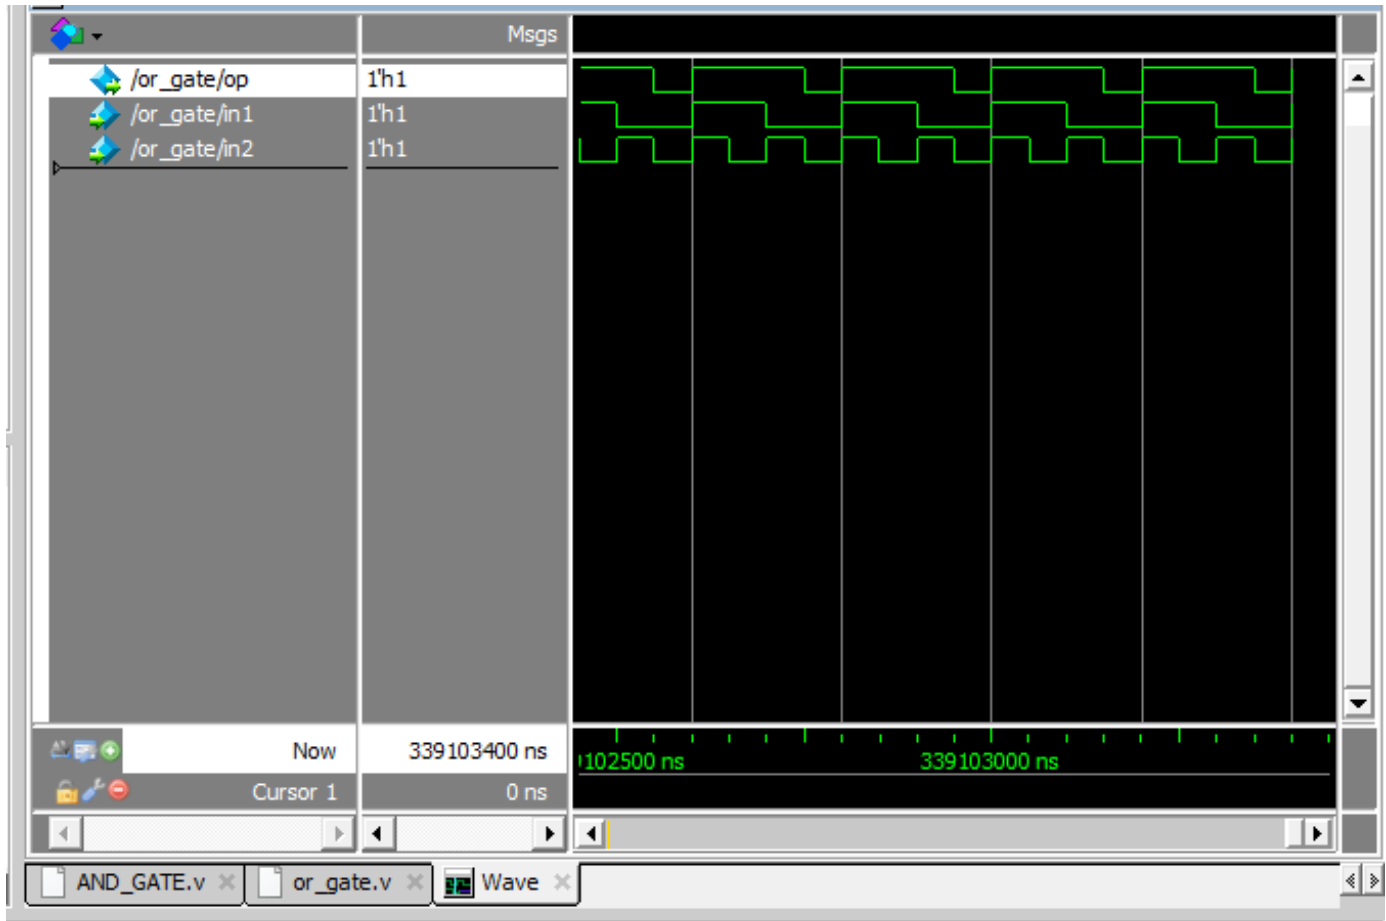 Msgs
/or_gate/op 1'h1
/or_gate/in1 1'h1
/or_gate/in2 1'h1
Now 339103400 ns
102500 ns 339103000 ns
Cursor 1 0 ns
AND_GATE.v or_gate.v Wave